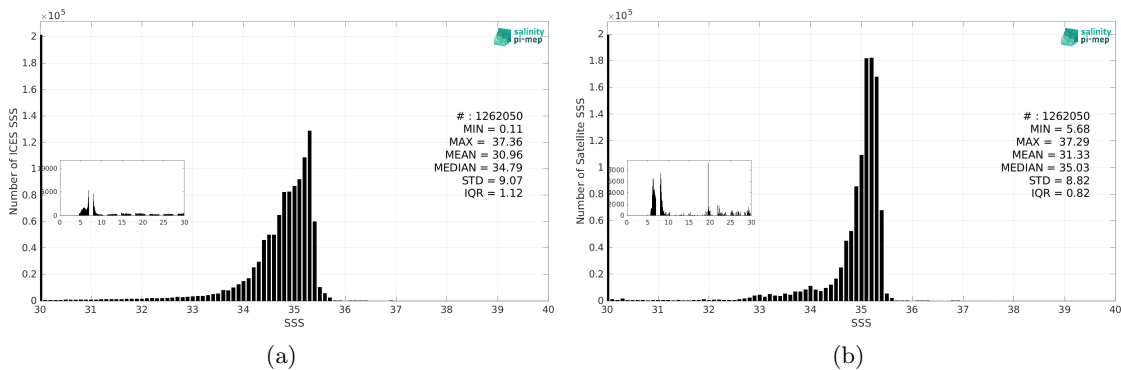 ×10⁵
2
1.8
1.6
1.4
1.2
1
0.8
0.6
0.4
0.2
0
Number of ICES SSS
salinity
pi-mep
# : 1262050
MIN = 0.11
MAX = 37.36
MEAN = 30.96
MEDIAN = 34.79
STD = 9.07
IQR = 1.12
10000
5000
0
0 5 10 15 20 25 30
30 31 32 33 34 35 36 37 38 39 40
SSS
(a)
×10⁵
2
1.8
1.6
1.4
1.2
1
0.8
0.6
0.4
0.2
0
Number of Satellite SSS
salinity
pi-mep
# : 1262050
MIN = 5.68
MAX = 37.29
MEAN = 31.33
MEDIAN = 35.03
STD = 8.82
IQR = 0.82
8000
6000
4000
2000
0
0 5 10 15 20 25 30
30 31 32 33 34 35 36 37 38 39 40
SSS
(b)